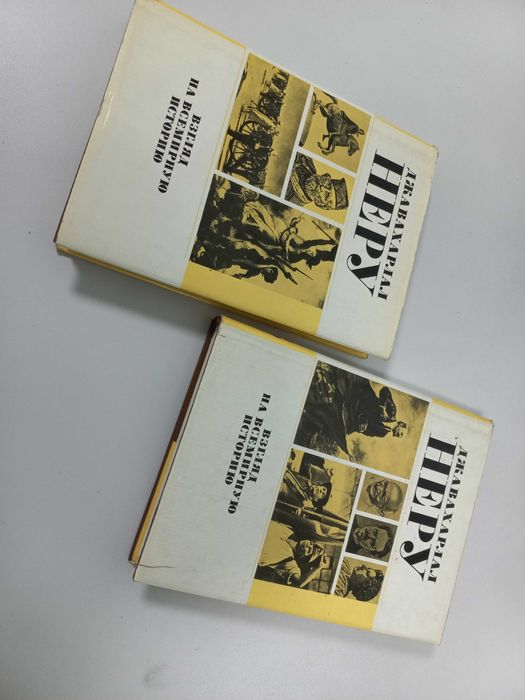 ДЖАВАХАРЛАЛ
НЕРУ
ВЗГЛЯД
НА ВСЕМИРНУЮ
ИСТОРИЮ
ДЖАВАХАРЛАЛ
НЕРУ
ВЗГЛЯД
НА ВСЕМИРНУЮ
ИСТОРИЮ